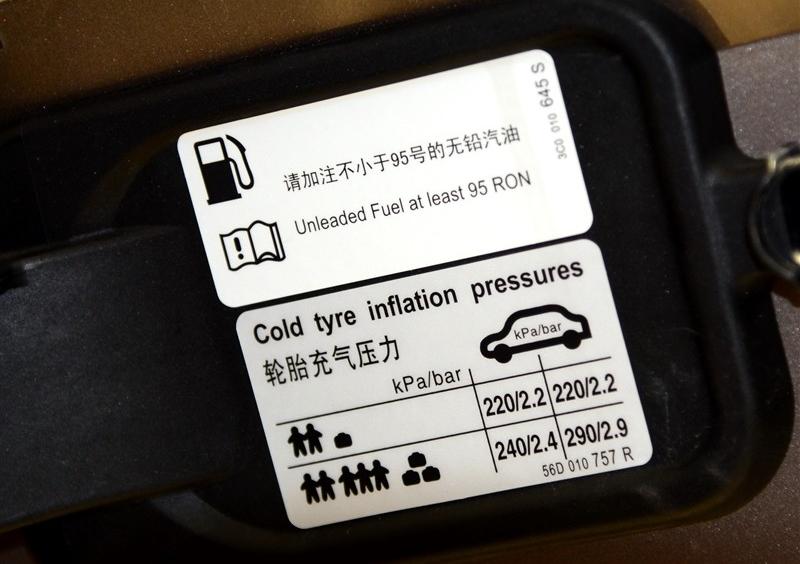 请加注不小于95号的无铅汽油
Unleaded Fuel at least 95 RON
3C0 010 645 S
Cold tyre inflation pressures
轮胎充气压力
kPa/bar
kPa/bar
220/2.2 220/2.2
240/2.4 290/2.9
56D 010 757 R